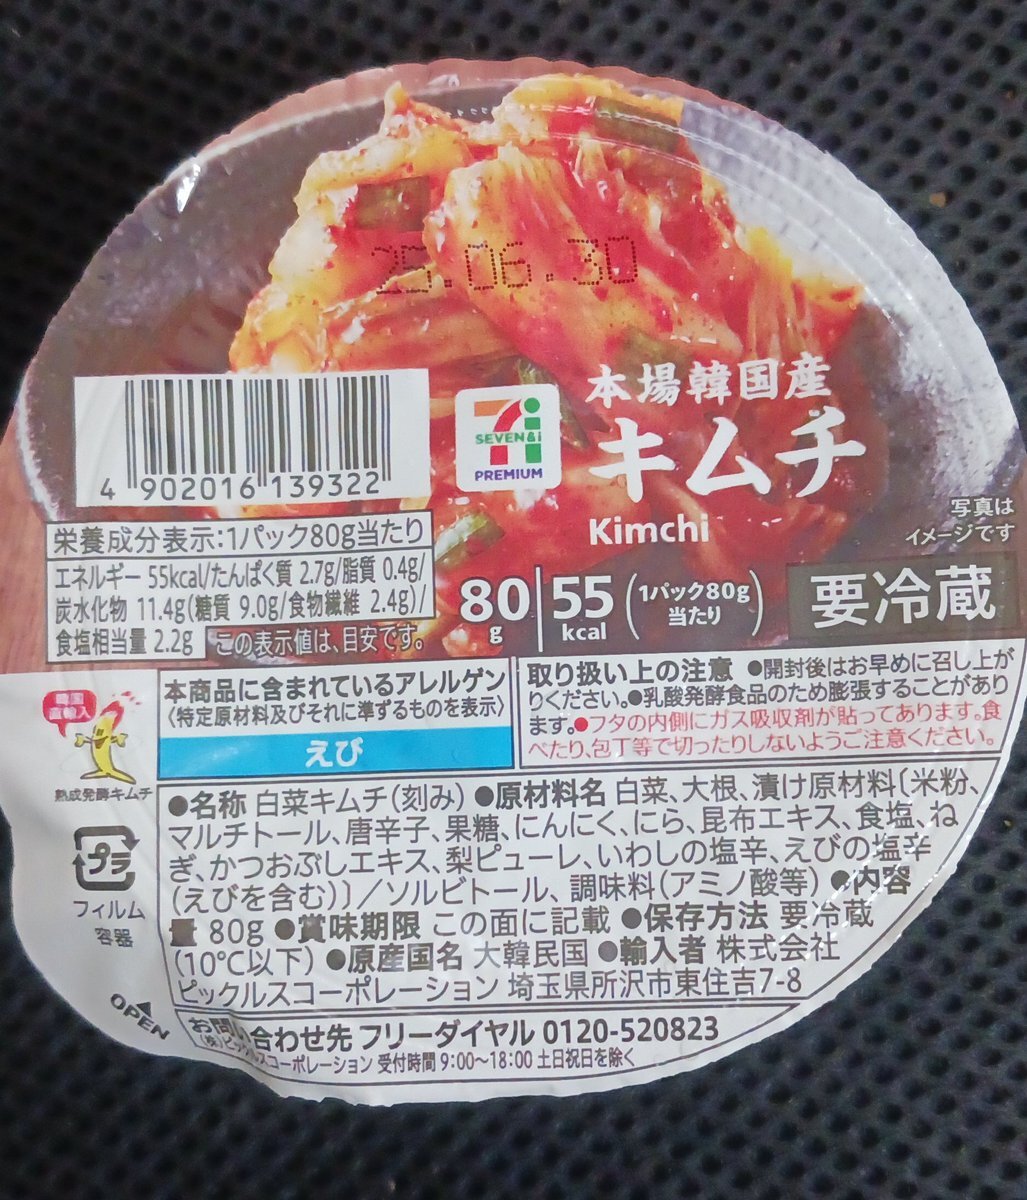 25.06.30
本場韓国産
キムチ
Kimchi
SEVEN&i
PREMIUM
4 902016 139322
写真は
イメージです
栄養成分表示:1パック80g当たり
エネルギー 55kcal/たんぱく質 2.7g/脂質 0.4g/
炭水化物 11.4g(糖質 9.0g/食物繊維 2.4g)/
食塩相当量 2.2g この表示値は、目安です。
80g 55kcal (1パック80g当たり)
要冷蔵
韓国
直輸入
熟成発酵キムチ
本商品に含まれているアレルゲン
〈特定原材料及びそれに準ずるものを表示〉
えび
取り扱い上の注意 ●開封後はお早めに召し上が
りください。●乳酸発酵食品のため膨張することがあり
ます。●フタの内側にガス吸収剤が貼ってあります。食
べたり、包丁等で切ったりしないようご注意ください。
プラ
フィルム
容器
●名称 白菜キムチ(刻み) ●原材料名 白菜、大根、漬け原材料〔米粉、
マルチトール、唐辛子、果糖、にんにく、にら、昆布エキス、食塩、ね
ぎ、かつおぶしエキス、梨ピューレ、いわしの塩辛、えびの塩辛
(えびを含む)〕/ソルビトール、調味料(アミノ酸等) ●内容
量 80g ●賞味期限 この面に記載 ●保存方法 要冷蔵
(10℃以下) ●原産国名 大韓民国 ●輸入者 株式会社
ピックルスコーポレーション 埼玉県所沢市東住吉7-8
OPEN
お問い合わせ先 フリーダイヤル 0120-520823
(株)ピックルスコーポレーション 受付時間 9:00〜18:00 土日祝日を除く